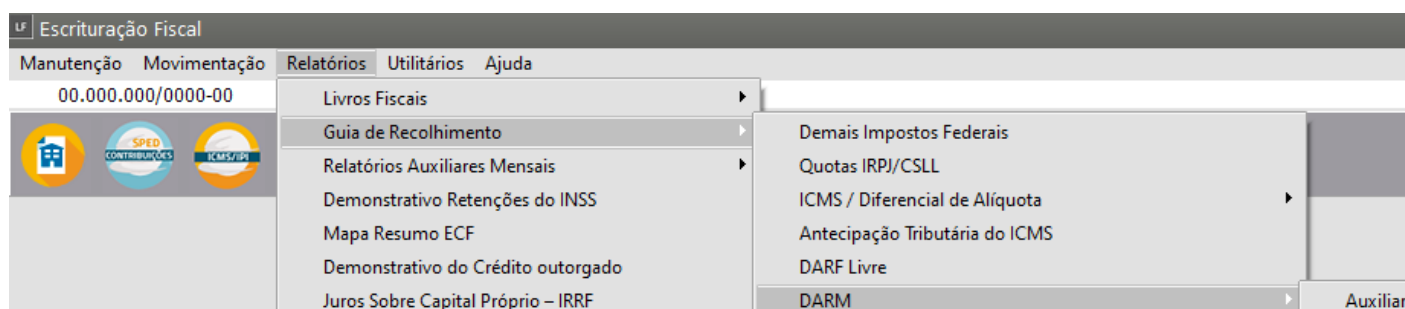 LF Escrituração Fiscal
Manutenção Movimentação Relatórios Utilitários Ajuda
00.000.000/0000-00
Livros Fiscais
Guia de Recolhimento
Relatórios Auxiliares Mensais
Demonstrativo Retenções do INSS
Mapa Resumo ECF
Demonstrativo do Crédito outorgado
Juros Sobre Capital Próprio – IRRF
SPED
CONTRIBUIÇÕES
ICMS/IPI
Demais Impostos Federais
Quotas IRPJ/CSLL
ICMS / Diferencial de Alíquota
Antecipação Tributária do ICMS
DARF Livre
DARM